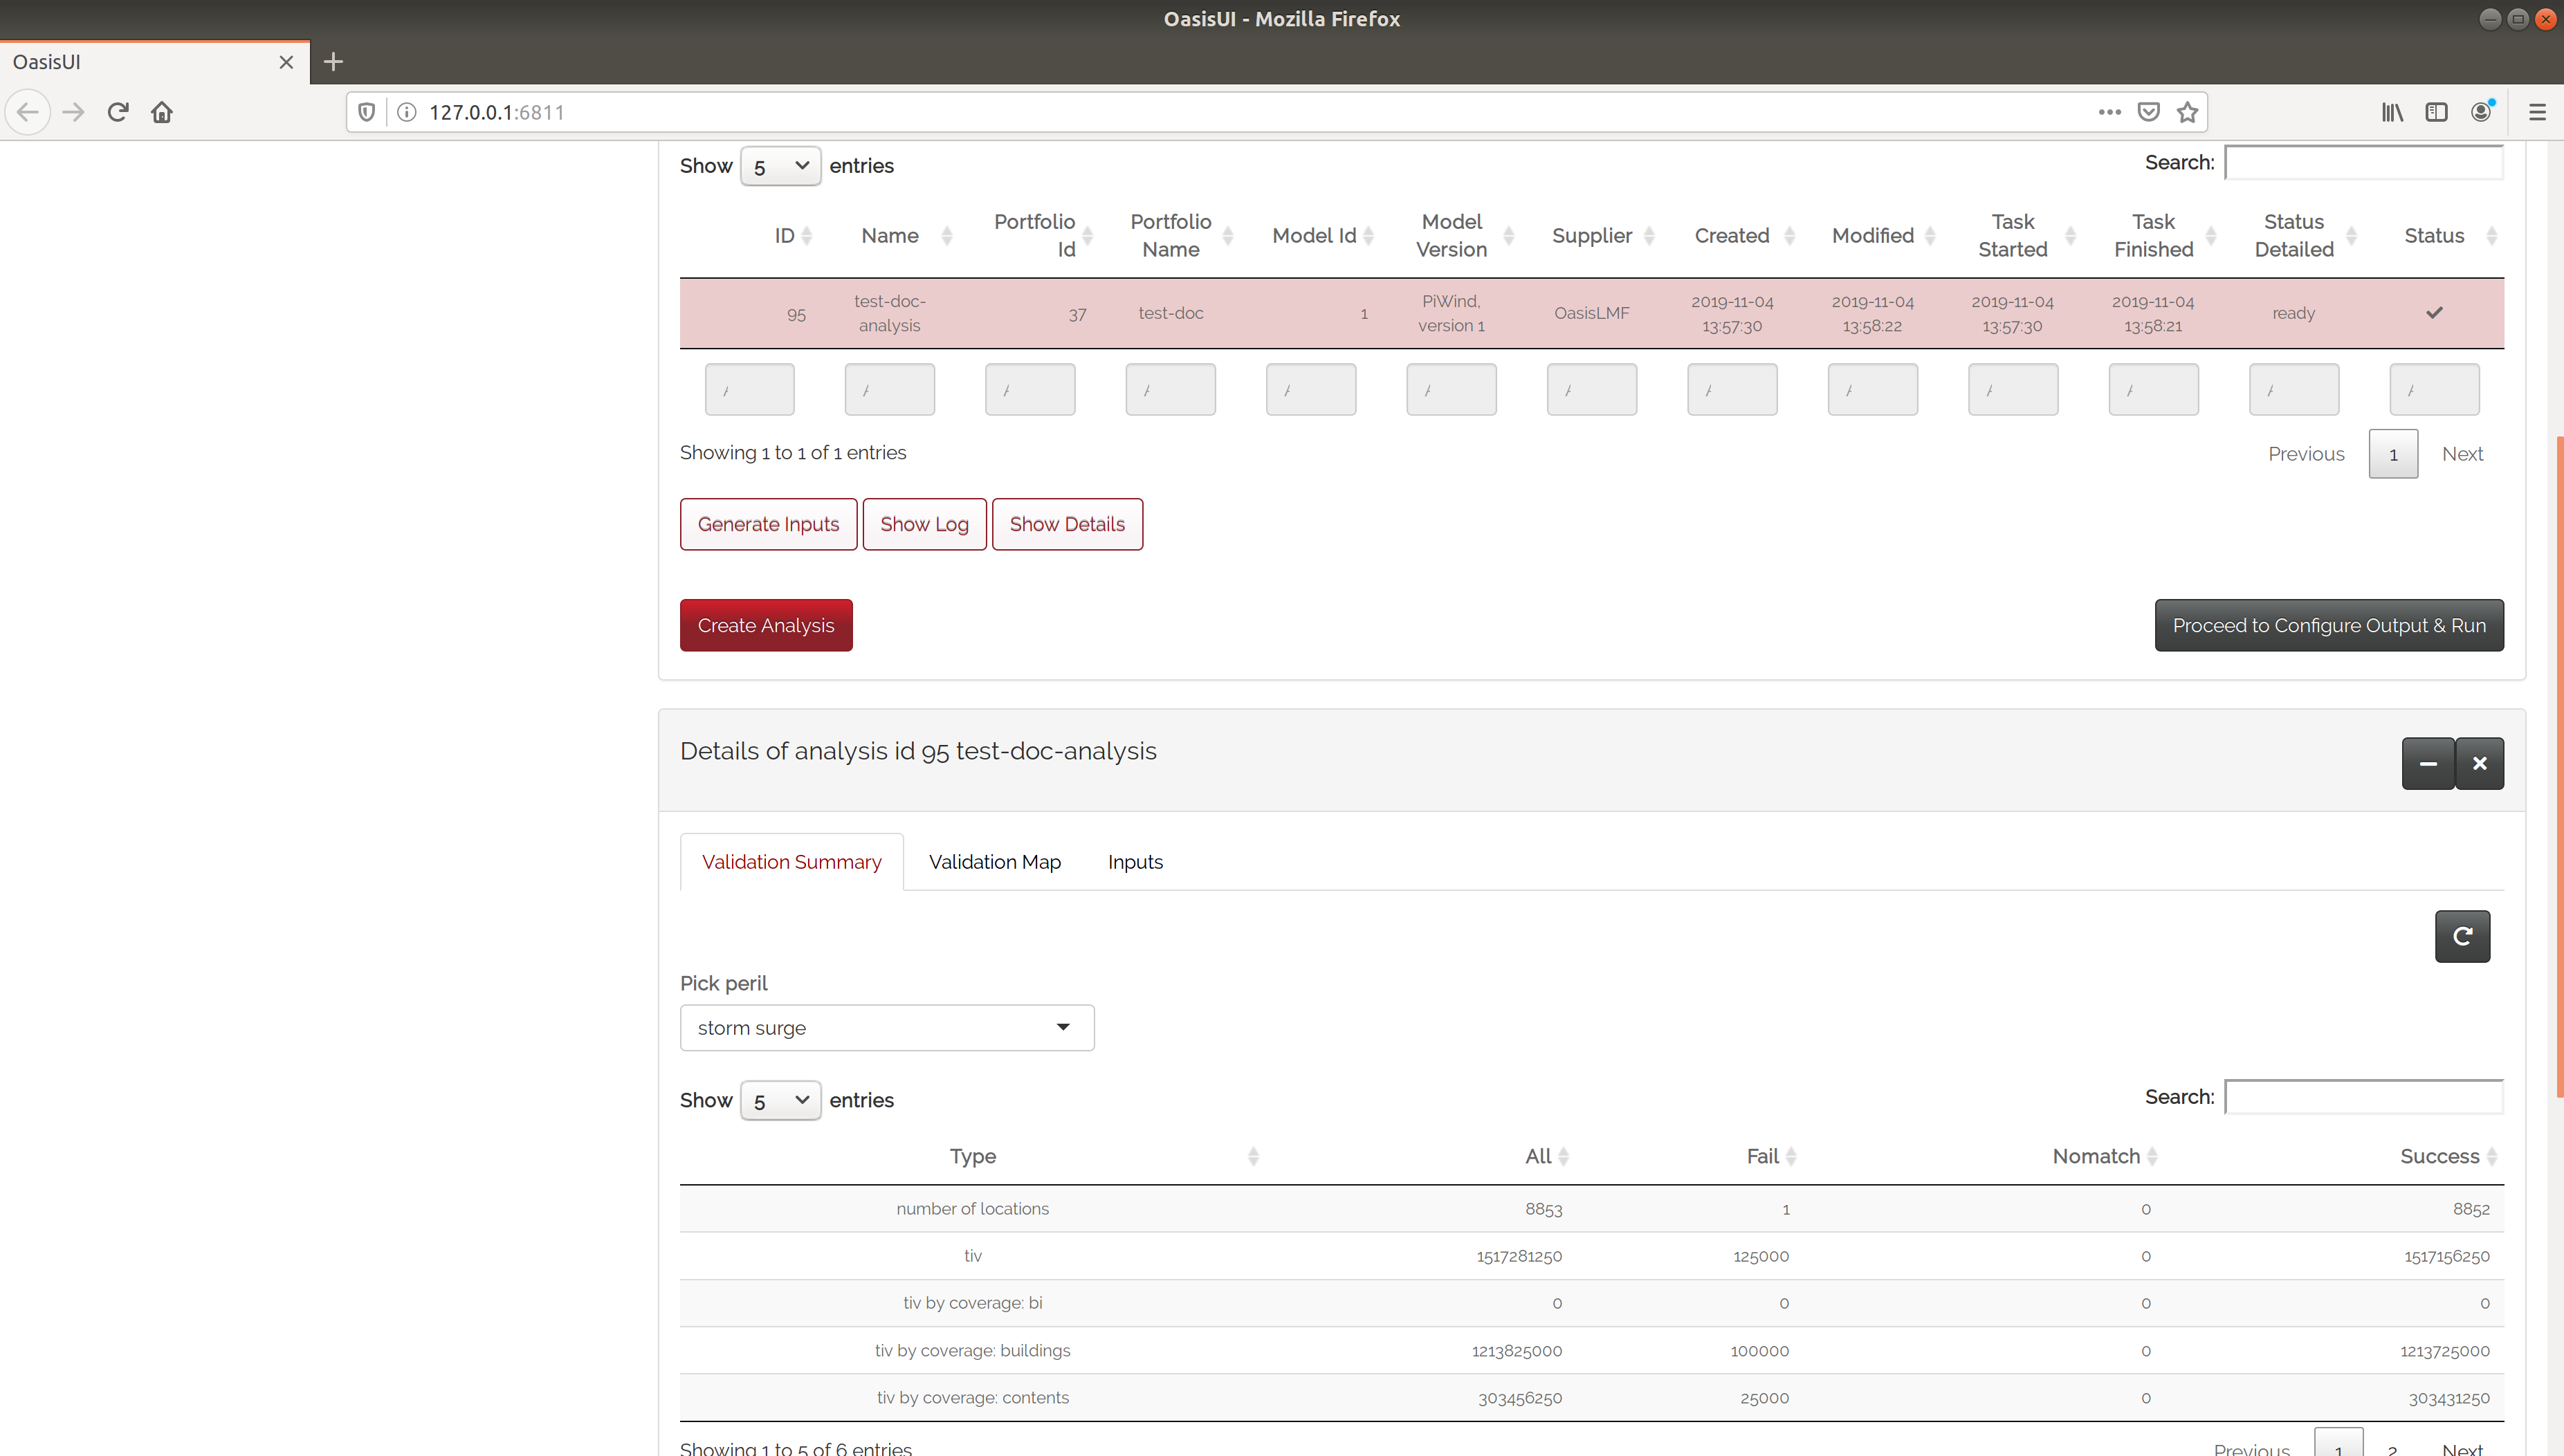 OasisUI - Mozilla Firefox
OasisUI
127.0.0.1:6811
Show 5 entries Search:
ID Name Portfolio Id Portfolio Name Model Id Model Version Supplier Created Modified Task Started Task Finished Status Detailed Status
95 test-doc-analysis 37 test-doc 1 PiWind, version 1 OasisLMF 2019-11-04 13:57:30 2019-11-04 13:58:22 2019-11-04 13:57:30 2019-11-04 13:58:21 ready
Showing 1 to 1 of 1 entries Previous 1 Next
Generate Inputs Show Log Show Details
Create Analysis Proceed to Configure Output & Run
Details of analysis id 95 test-doc-analysis
Validation Summary Validation Map Inputs
Pick peril
storm surge
Show 5 entries Search:
Type All Fail Nomatch Success
number of locations 8853 1 0 8852
tiv 1517281250 125000 0 1517156250
tiv by coverage: bi 0 0 0 0
tiv by coverage: buildings 1213825000 100000 0 1213725000
tiv by coverage: contents 303456250 25000 0 303431250
Showing 1 to 5 of 6 entries Previous 1 2 Next